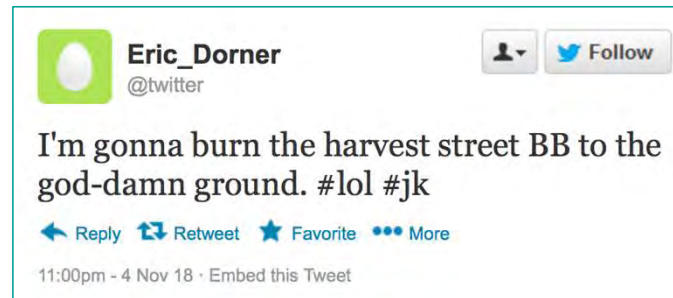 Eric_Dorner
@twitter
Follow
I'm gonna burn the harvest street BB to the
god-damn ground. #lol #jk
Reply Retweet Favorite More
11:00pm - 4 Nov 18 · Embed this Tweet